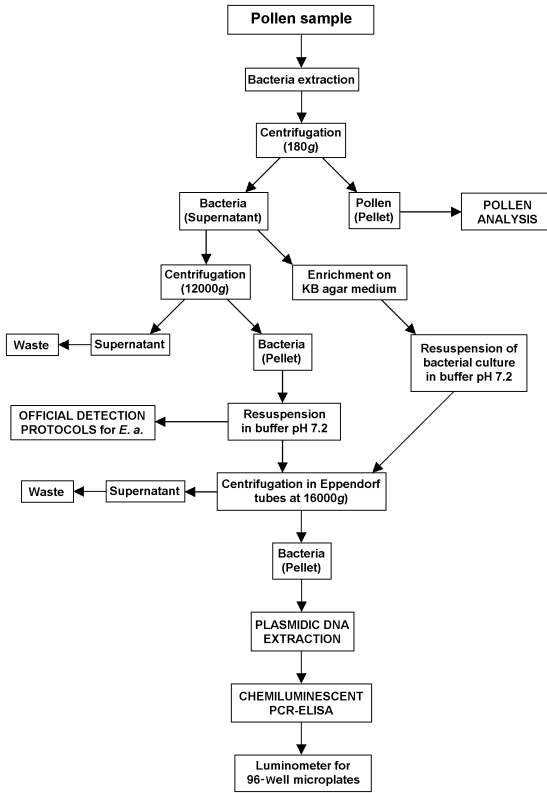 Pollen sample
Bacteria extraction
Centrifugation
(180g)
Bacteria
(Supernatant)
Pollen
(Pellet)
POLLEN
ANALYSIS
Centrifugation
(12000g)
Enrichment on
KB agar medium
Waste
Supernatant
Bacteria
(Pellet)
Resuspension of
bacterial culture
in buffer pH 7.2
OFFICIAL DETECTION
PROTOCOLS for E. a.
Resuspension
in buffer pH 7.2
Waste
Supernatant
Centrifugation in Eppendorf
tubes at 16000g)
Bacteria
(Pellet)
PLASMIDIC DNA
EXTRACTION
CHEMILUMINESCENT
PCR-ELISA
Luminometer for
96-well microplates